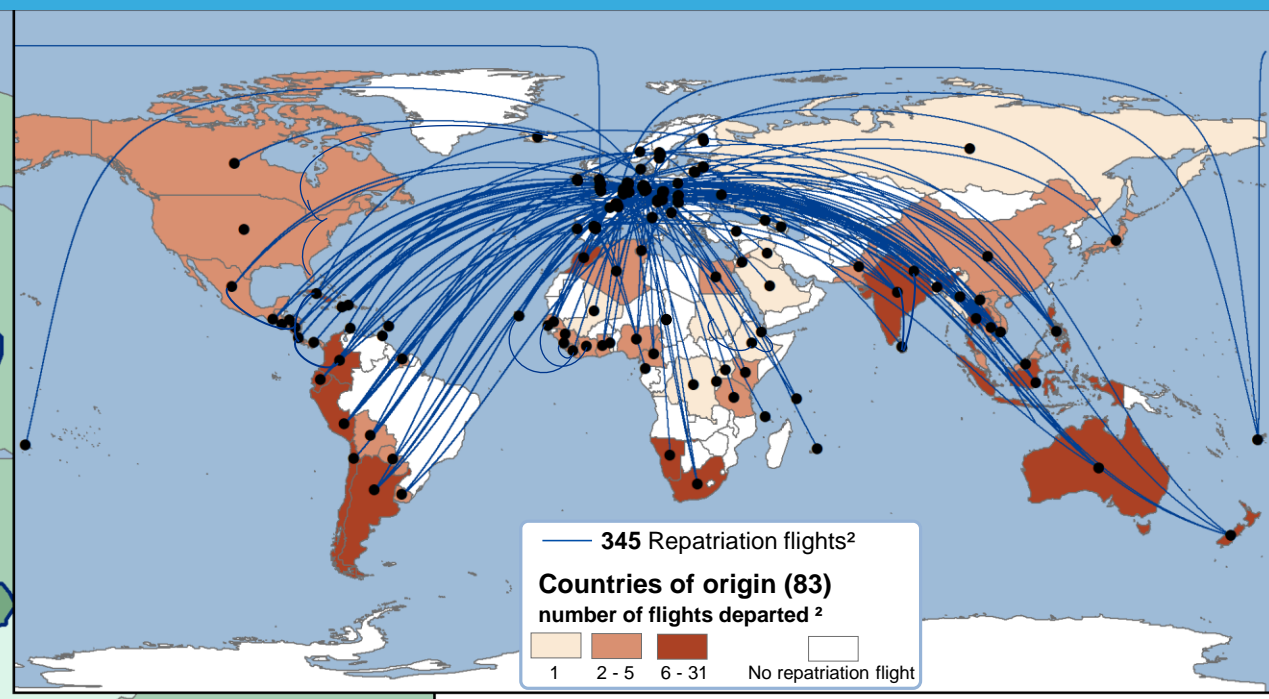 345 Repatriation flights²
Countries of origin (83)
number of flights departed ²
1
2 - 5
6 - 31
No repatriation flight